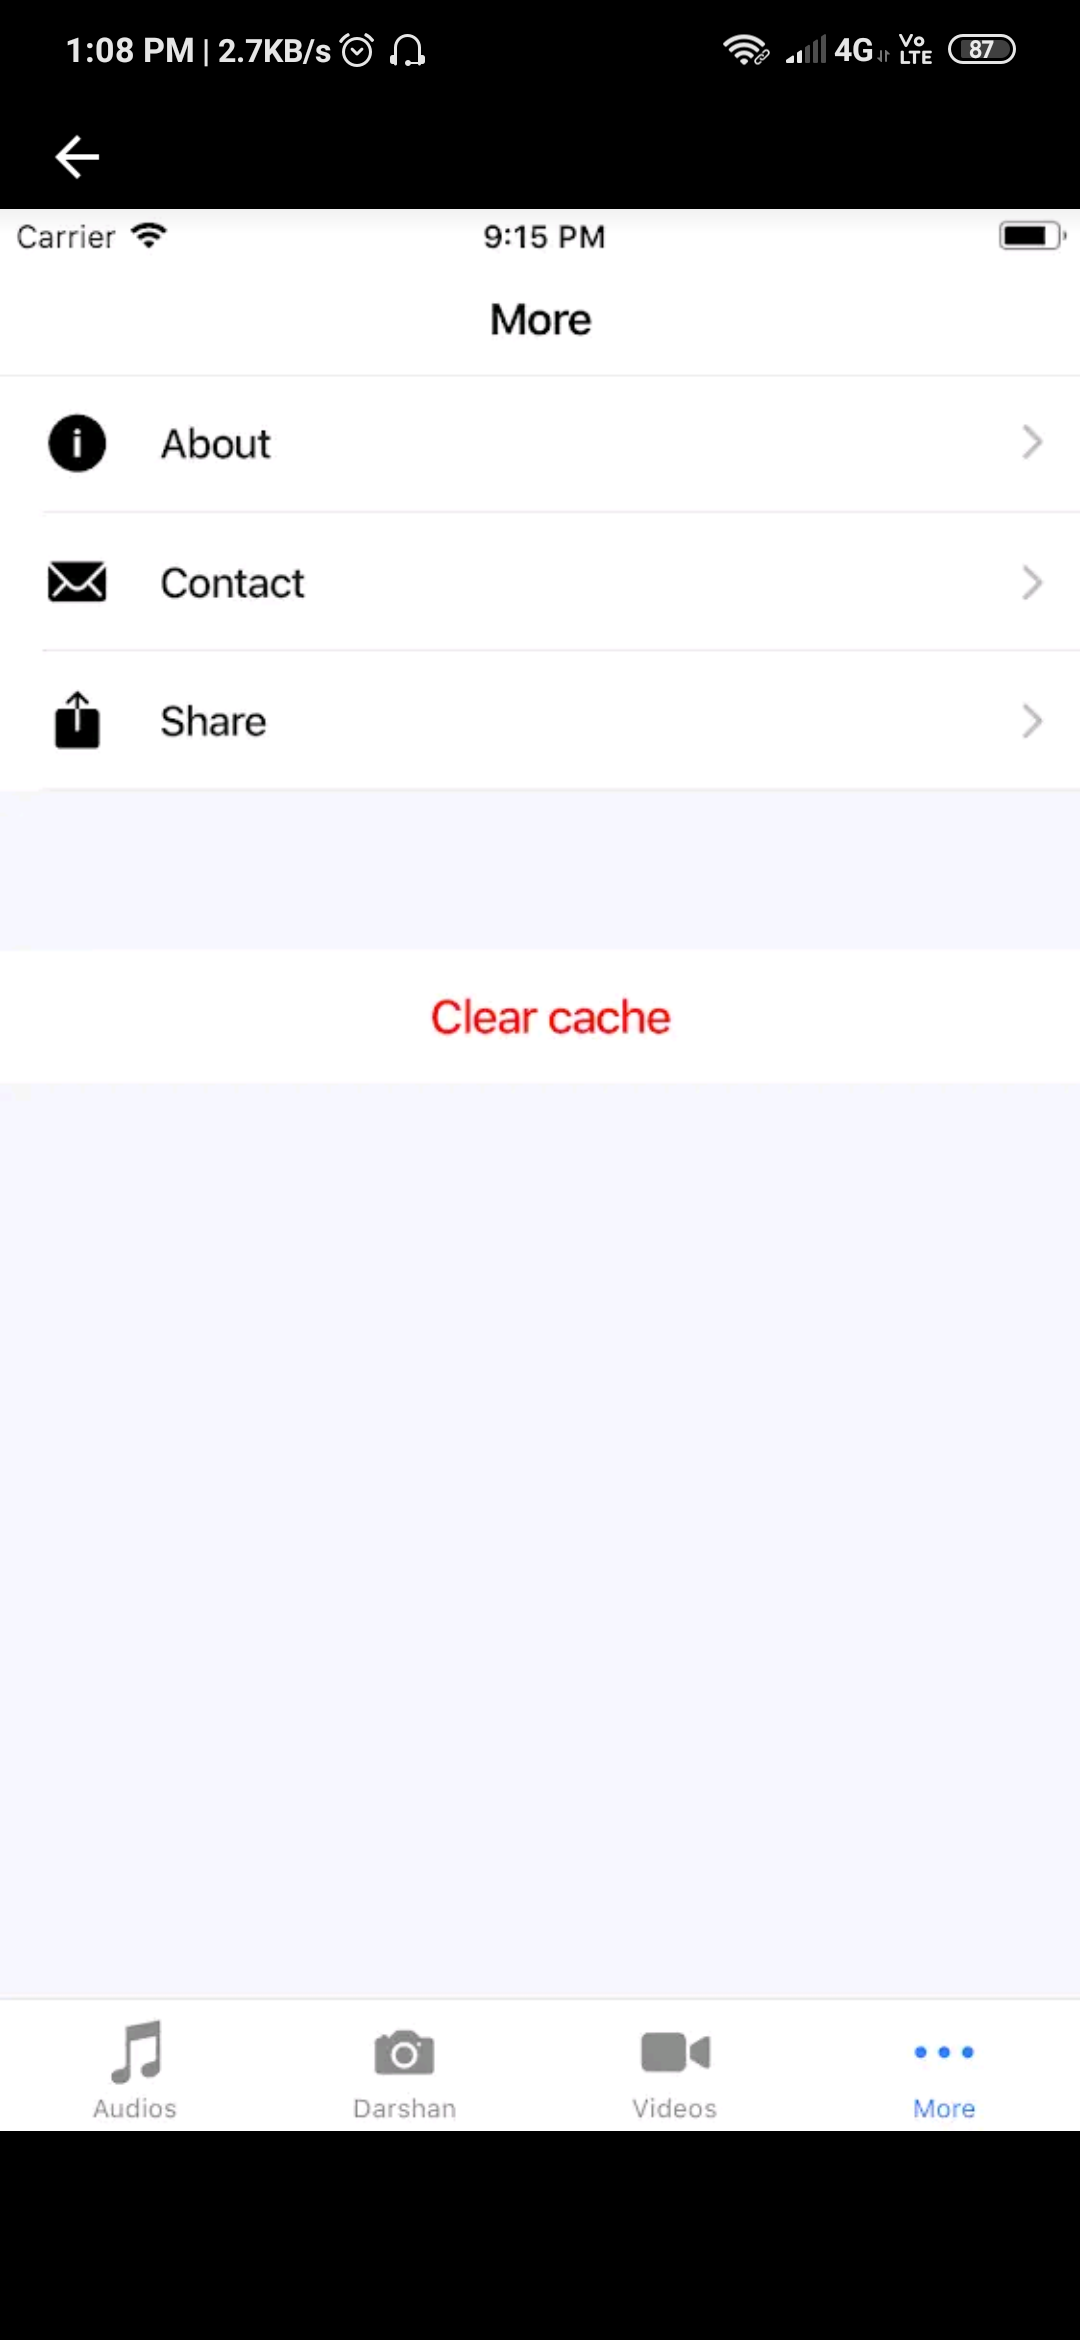 1:08 PM | 2.7KB/s 4G Vo LTE 87
Carrier 9:15 PM
More
About
Contact
Share
Clear cache
Audios Darshan Videos More